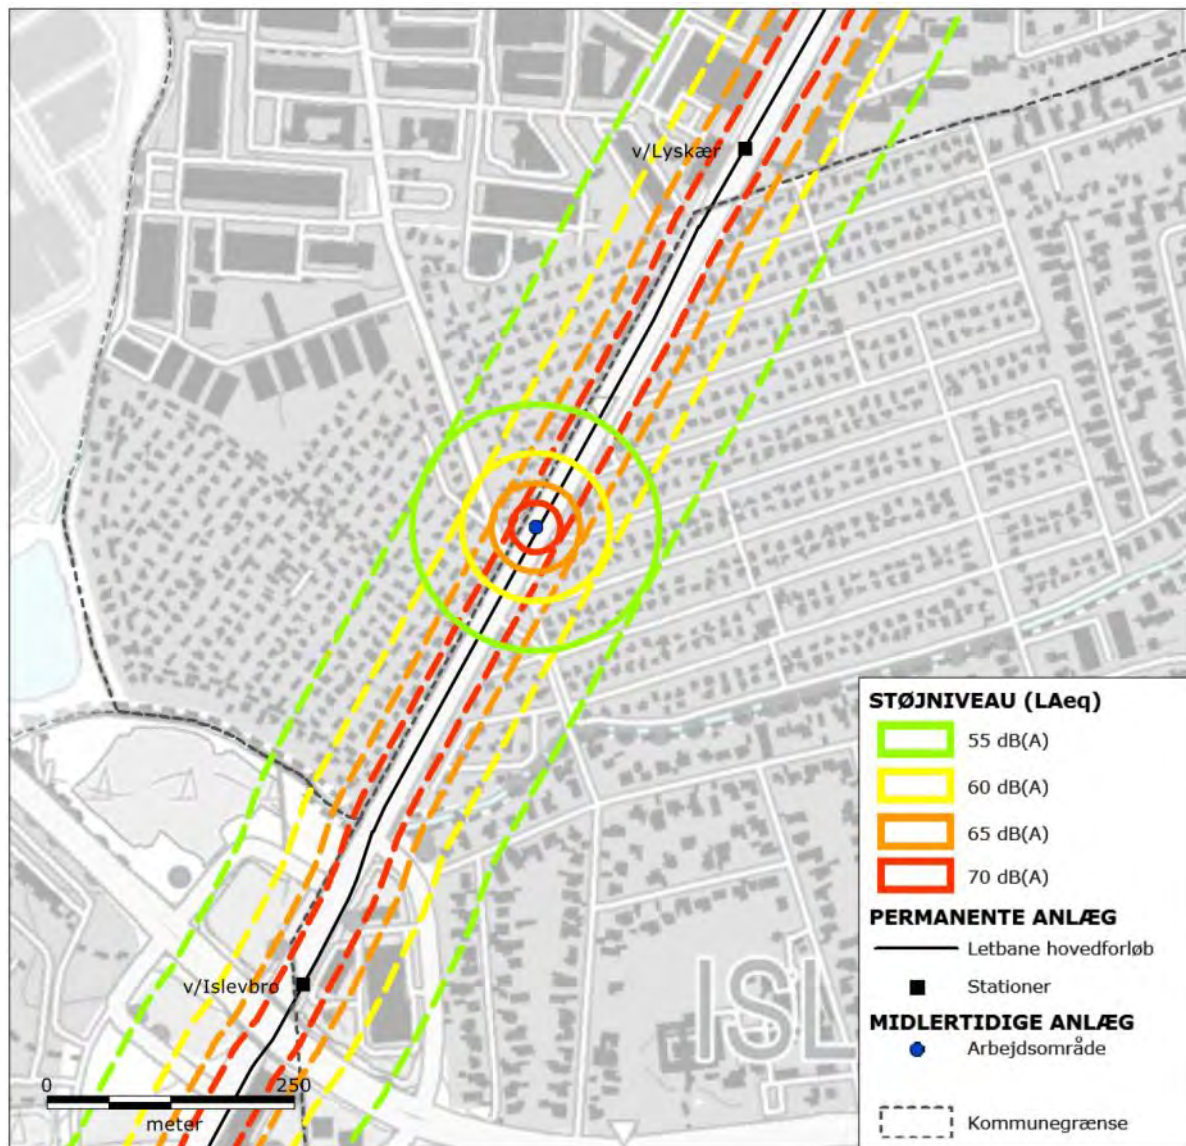 v/Lyskær
STØJNIVEAU (LAeq)
55 dB(A)
60 dB(A)
65 dB(A)
70 dB(A)
PERMANENTE ANLÆG
Letbane hovedforløb
Stationer
MIDLERTIDIGE ANLÆG
Arbejdsområde
Kommunegrænse
v/Islevbro
ISL
0 250
meter